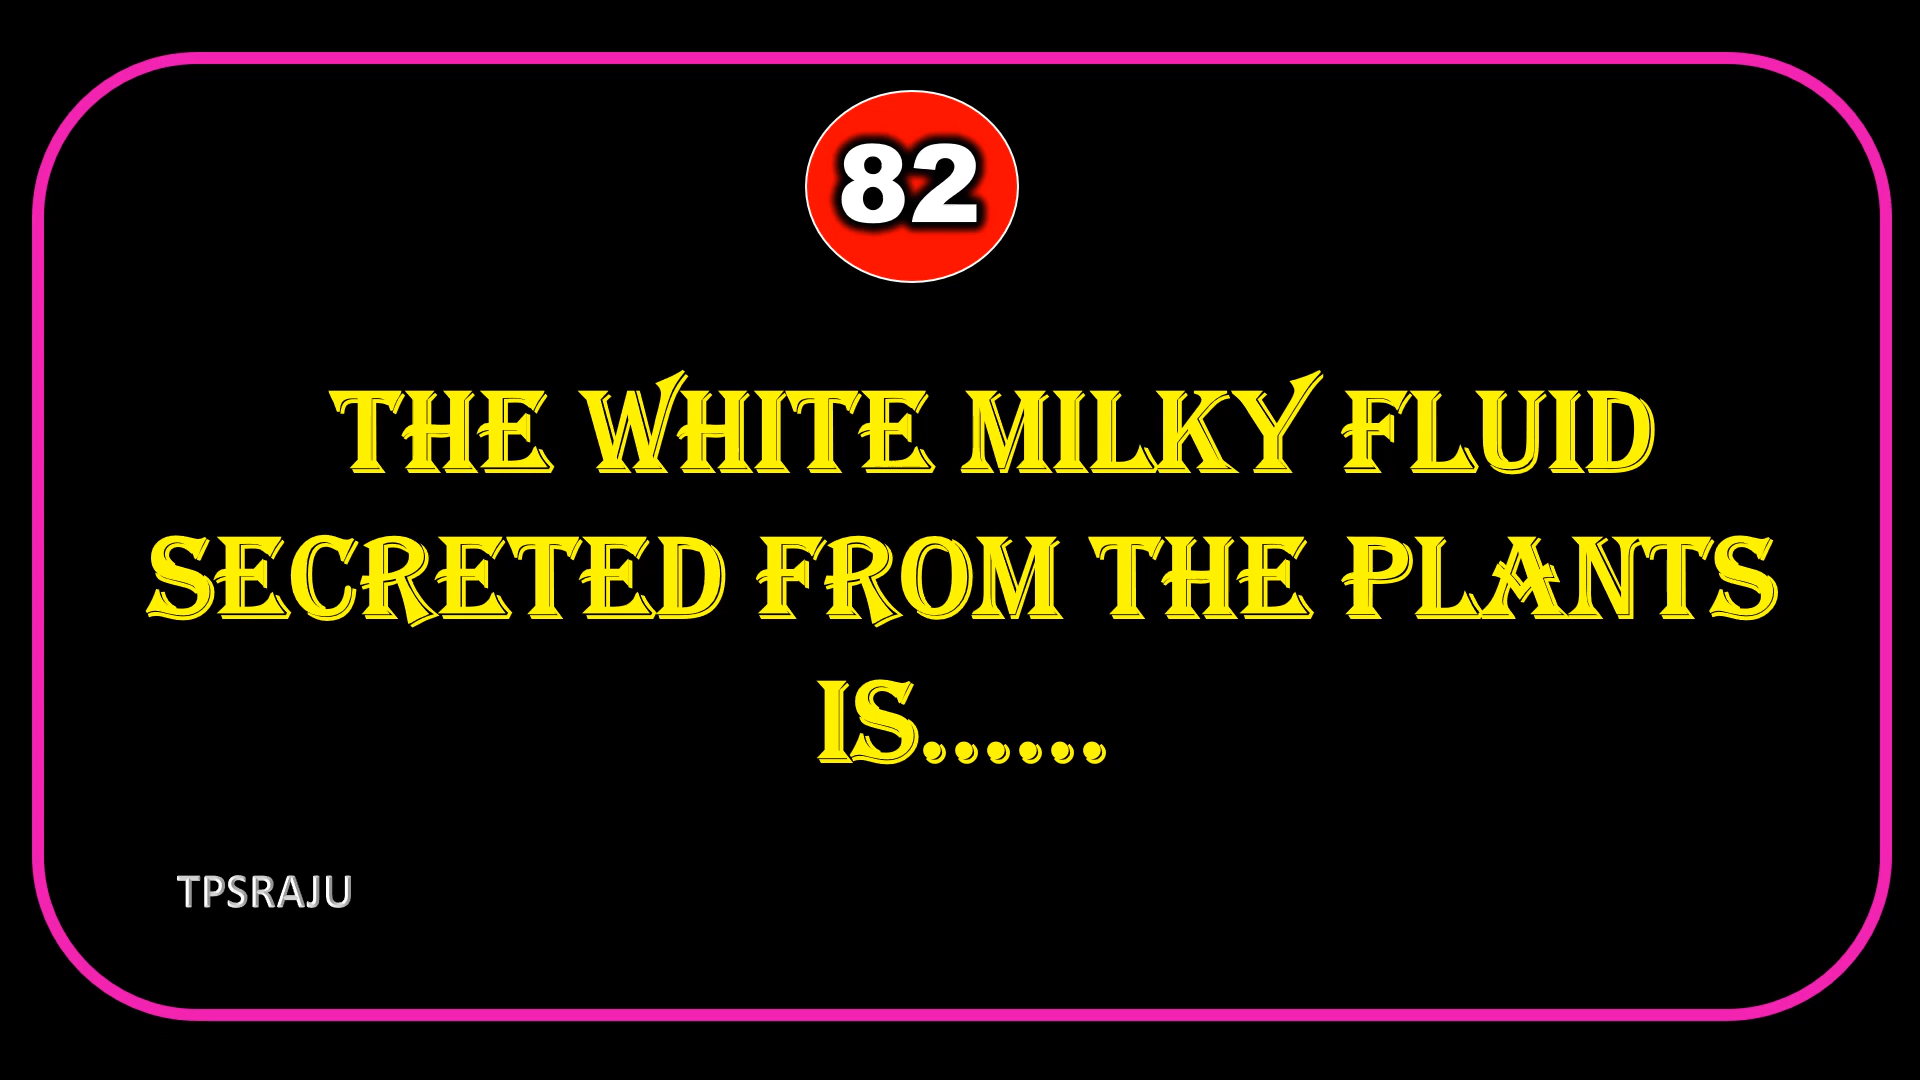 82
THE WHITE MILKY FLUID
SECRETED FROM THE PLANTS
IS......
TPSRAJU